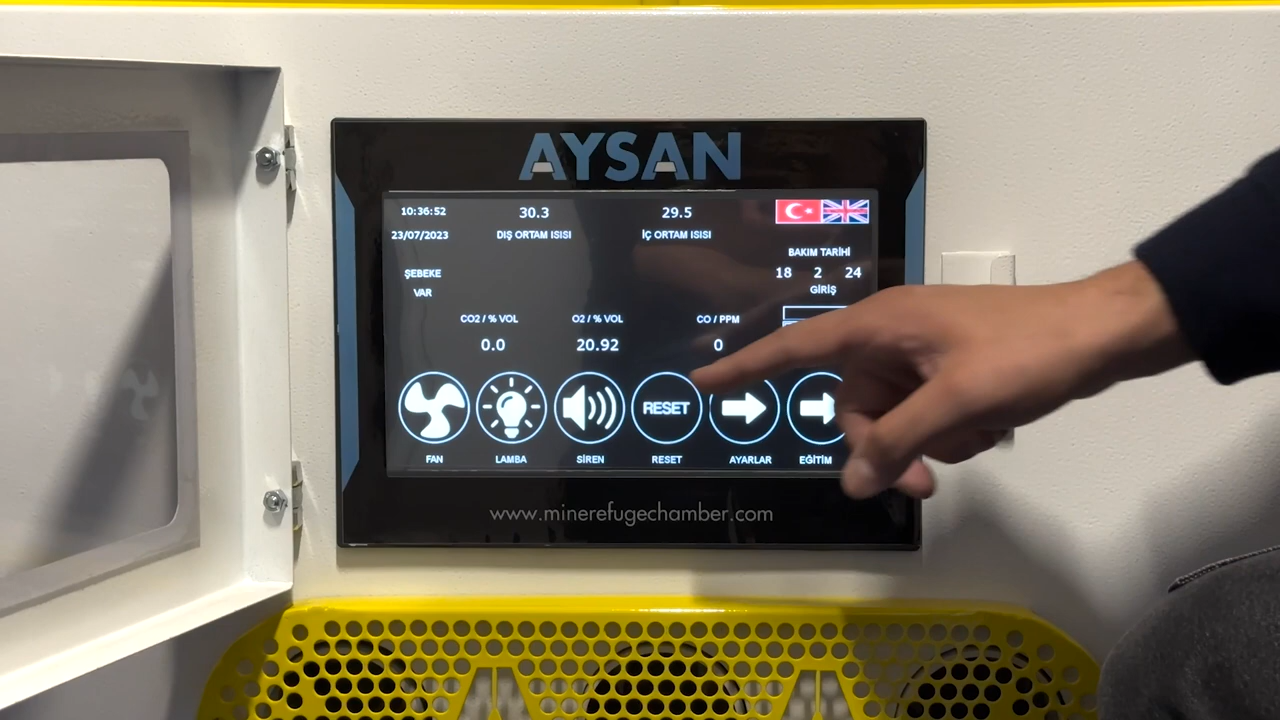 AYSAN
10:36:52
30.3
29.5
23/07/2023
DIŞ ORTAM ISISI
İÇ ORTAM ISISI
BAKIM TARİHİ
ŞEBEKE
18 2 24
VAR
GİRİŞ
CO2 / % VOL
O2 / % VOL
CO / PPM
0.0
20.92
0
RESET
FAN
LAMBA
SİREN
RESET
AYARLAR
EĞİTİM
www.minerefugechamber.com